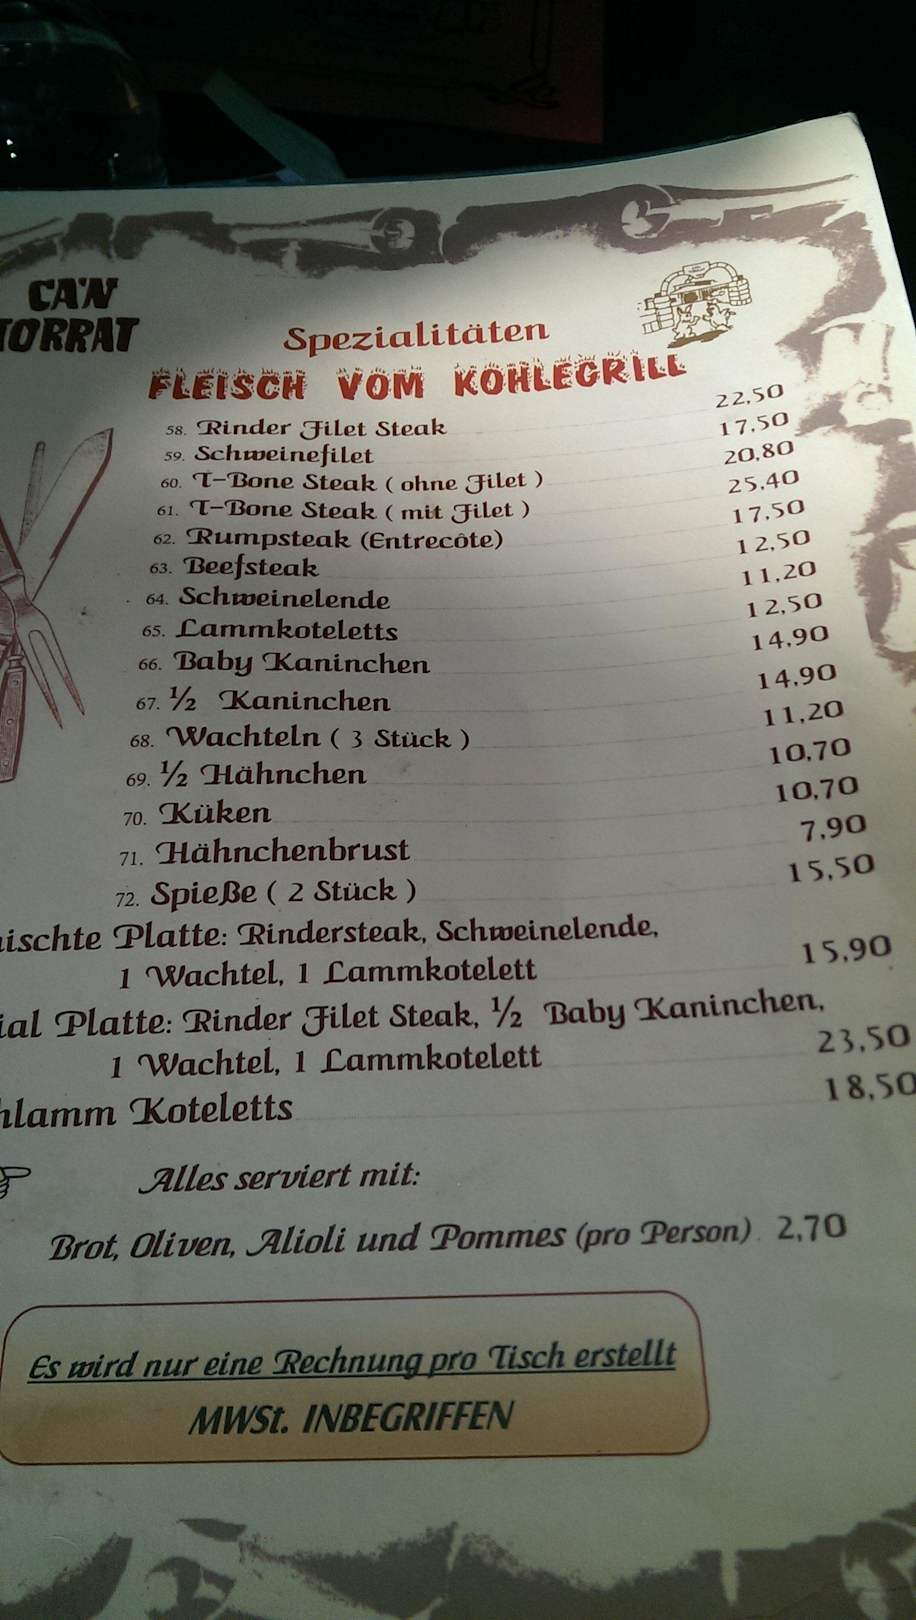 CA'N
TORRAT
Spezialitäten
FLEISCH VOM KOHLEGRILL
58. Rinder Filet Steak 22,50
59. Schweinefilet 17,50
60. T-Bone Steak ( ohne Filet ) 20,80
61. T-Bone Steak ( mit Filet ) 25,40
62. Rumpsteak (Entrecôte) 17,50
63. Beefsteak 12,50
64. Schweinelende 11,20
65. Lammkoteletts 12,50
66. Baby Kaninchen 14,90
67. ½ Kaninchen 14,90
68. Wachteln ( 3 Stück ) 11,20
69. ½ Hähnchen 10,70
70. Küken 10,70
71. Hähnchenbrust 7,90
72. Spieße ( 2 Stück ) 15,50
ischte Platte: Rindersteak, Schweinelende,
1 Wachtel, 1 Lammkotelett 15,90
ial Platte: Rinder Filet Steak, ½ Baby Kaninchen,
1 Wachtel, 1 Lammkotelett 23,50
hlamm Koteletts 18,50
Alles serviert mit:
Brot, Oliven, Alioli und Pommes (pro Person) 2,70
Es wird nur eine Rechnung pro Tisch erstellt
MWSt. INBEGRIFFEN